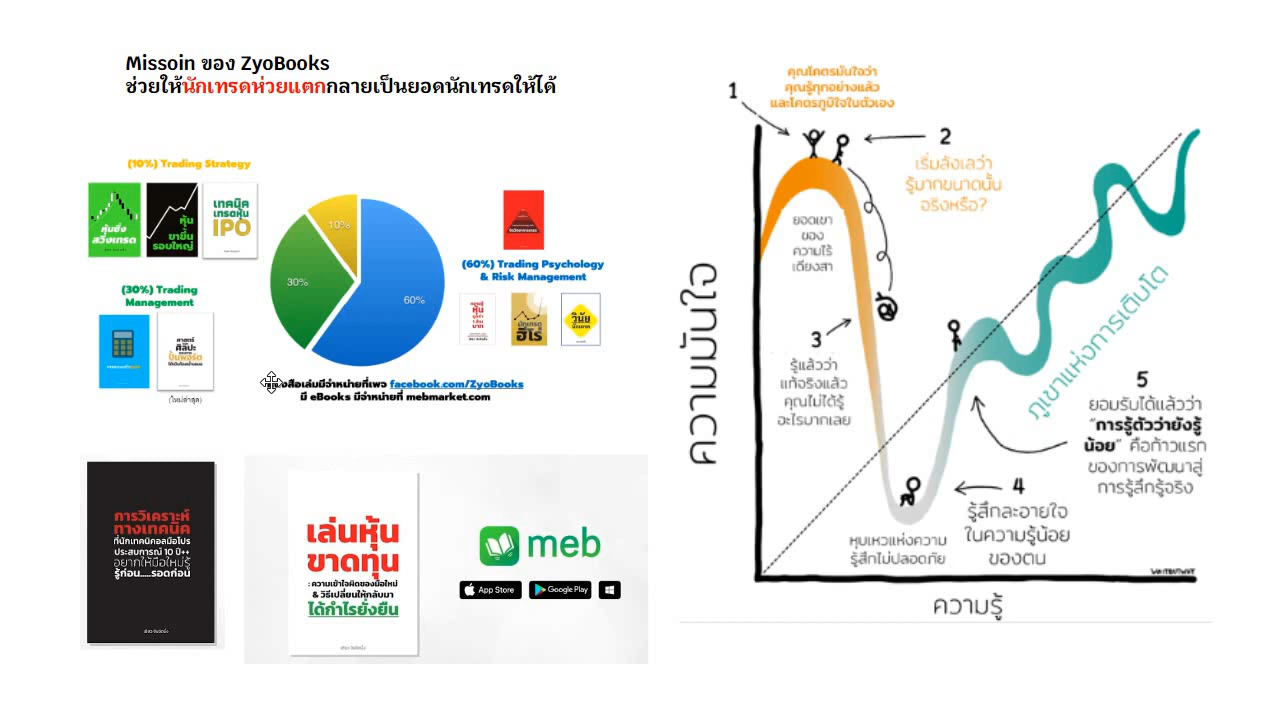 Missoin ของ ZyoBooks
ช่วยให้นักเทรดห่วยแตกกลายเป็นยอดนักเทรดให้ได้
(10%) Trading Strategy
หุ้นซิ่ง
สวิงเทรด
หุ้น
ขาขึ้น
รอบใหญ่
เทคนิค
เทรดหุ้น
IPO
(30%) Trading
Management
ศาสตร์
ศิลปะ
ปั้นพอร์ต
(ใหม่ล่าสุด)
10%
30%
60%
(60%) Trading Psychology
& Risk Management
หุ้น
นักเทรด
ฮีโร่
วินัย
สือเล่มมีจำหน่ายที่เพจ facebook.com/ZyoBooks
มี eBooks มีจำหน่ายที่ mebmarket.com
การวิเคราะห์
ทางเทคนิค
ที่นักเทคนิคอลมือโปร
ประสบการณ์ 10 ปี++
อยากให้มือใหม่รู้
รู้ก่อน.....รอดก่อน
เล่นหุ้น
ขาดทุน
: ความเข้าใจผิดของมือใหม่
& วิธีเปลี่ยนให้กลับมา
ได้กำไรยั่งยืน
meb
App Store
Google Play
1
คุณโคตรมั่นใจว่า
คุณรู้ทุกอย่างแล้ว
และโคตรภูมิใจในตัวเอง
2
เริ่มลังเลว่า
รู้มากขนาดนั้น
จริงหรือ?
ยอดเขา
ของ
ความไร้
เดียงสา
3
รู้แล้วว่า
แท้จริงแล้ว
คุณไม่ได้รู้
อะไรมากเลย
4
รู้สึกละอายใจ
ในความรู้น้อย
ของตน
หุบเหวแห่งความ
รู้สึกไม่ปลอดภัย
5
ยอมรับได้แล้วว่า
“การรู้ตัวว่ายังรู้
น้อย” คือก้าวแรก
ของการพัฒนาสู่
การรู้ลึกรู้จริง
ภูเขาแห่งการเติบโต
ความมั่นใจ
ความรู้